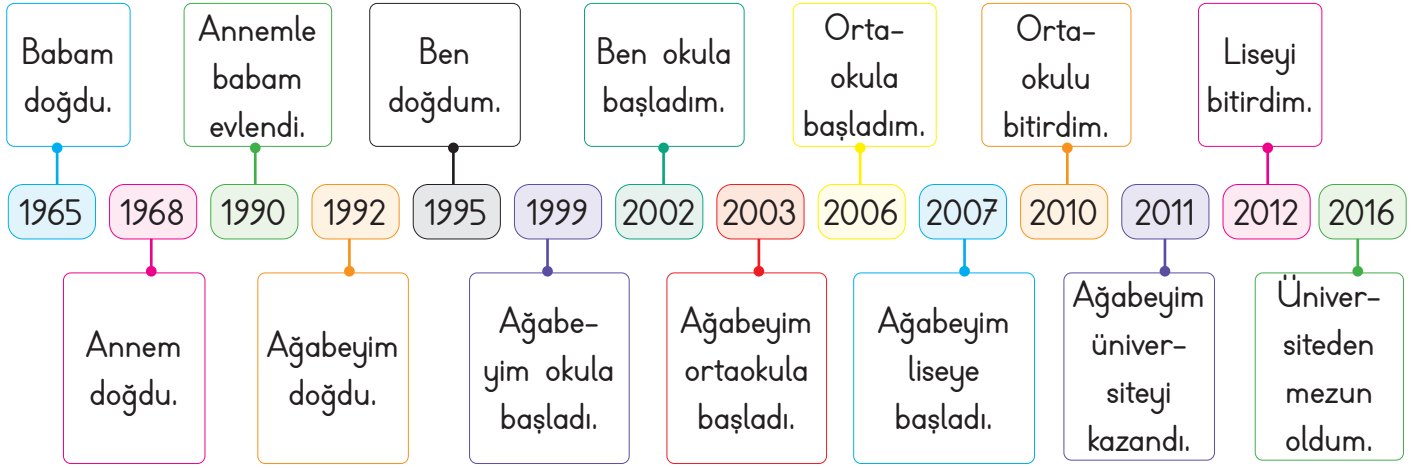 Babam
doğdu.
Annemle
babam
evlendi.
Ben
doğdum.
Ben okula
başladım.
Orta-
okula
başladım.
Orta-
okulu
bitirdim.
Liseyi
bitirdim.
1965 1968 1990 1992 1995 1999 2002 2003 2006 2007 2010 2011 2012 2016
Annem
doğdu.
Ağabeyim
doğdu.
Ağabe-
yim okula
başladı.
Ağabeyim
ortaokula
başladı.
Ağabeyim
liseye
başladı.
Ağabeyim
üniver-
siteyi
kazandı.
Üniver-
siteden
mezun
oldum.